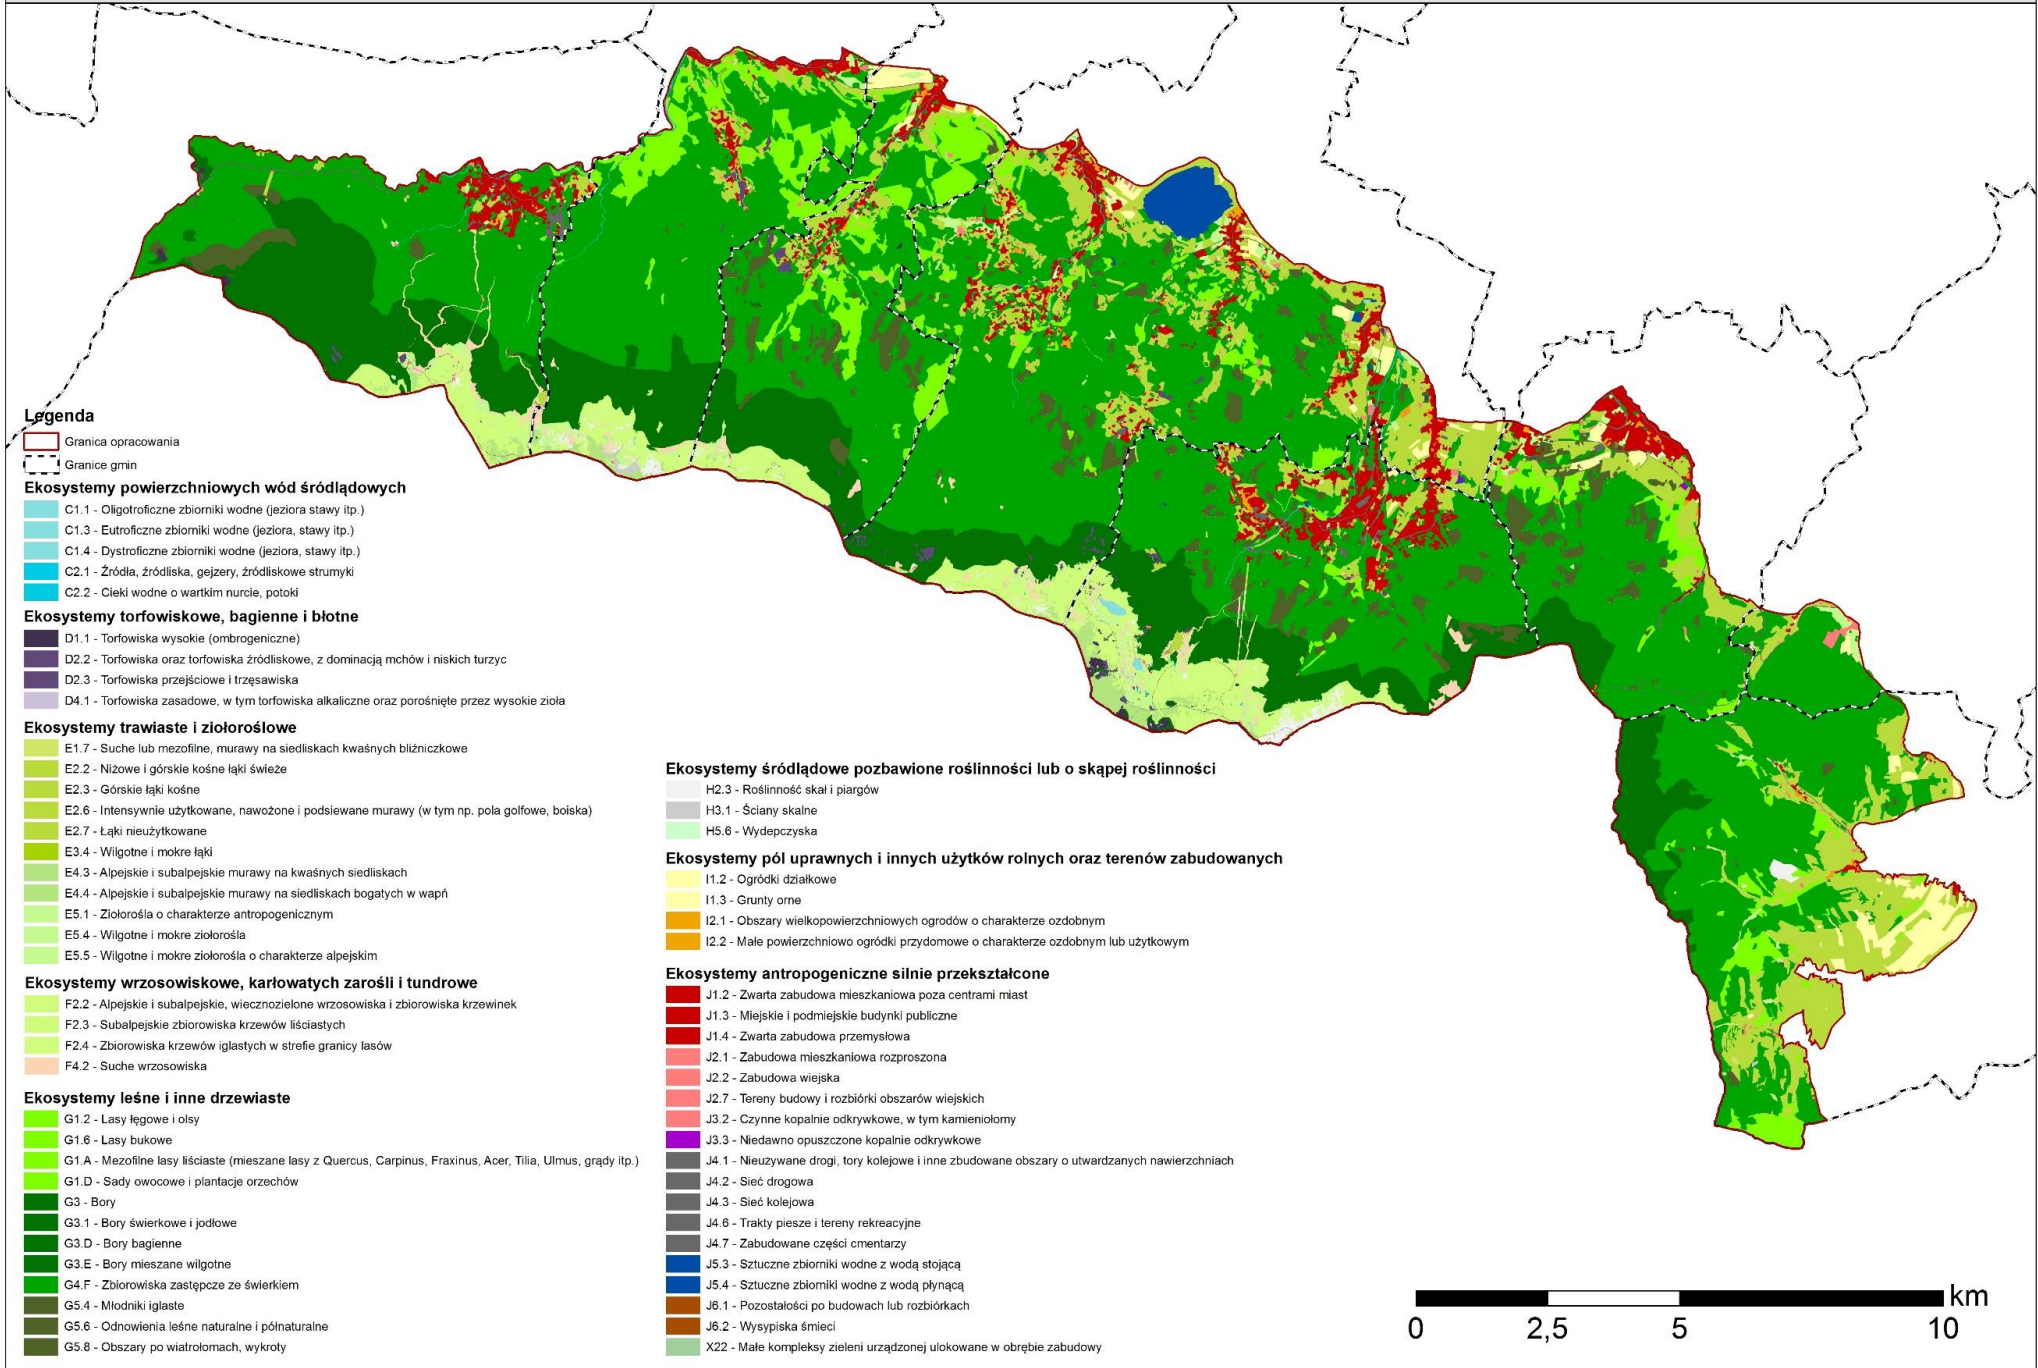 Legenda
Granica opracowania
Granice gmin
Ekosystemy powierzchniowych wód śródlądowych
C1.1 - Oligotroficzne zbiorniki wodne (jeziora stawy itp.)
C1.3 - Eutroficzne zbiorniki wodne (jeziora, stawy itp.)
C1.4 - Dystroficzne zbiorniki wodne (jeziora, stawy itp.)
C2.1 - Źródła, źródliska, gejzery, źródliskowe strumyki
C2.2 - Cieki wodne o wartkim nurcie, potoki
Ekosystemy torfowiskowe, bagienne i błotne
D1.1 - Torfowiska wysokie (ombrogeniczne)
D2.2 - Torfowiska oraz torfowiska źródliskowe, z dominacją mchów i niskich turzyc
D2.3 - Torfowiska przejściowe i trzęsawiska
D4.1 - Torfowiska zasadowe, w tym torfowiska alkaliczne oraz porośnięte przez wysokie zioła
Ekosystemy trawiaste i ziołoroślowe
E1.7 - Suche lub mezofilne, murawy na siedliskach kwaśnych bliźniczkowe
E2.2 - Niżowe i górskie kośne łąki świeże
E2.3 - Górskie łąki kośne
E2.6 - Intensywnie użytkowane, nawożone i podsiewane murawy (w tym np. pola golfowe, boiska)
E2.7 - Łąki nieużytkowane
E3.4 - Wilgotne i mokre łąki
E4.3 - Alpejskie i subalpejskie murawy na kwaśnych siedliskach
E4.4 - Alpejskie i subalpejskie murawy na siedliskach bogatych w wapń
E5.1 - Ziołorośla o charakterze antropogenicznym
E5.4 - Wilgotne i mokre ziołorośla
E5.5 - Wilgotne i mokre ziołorośla o charakterze alpejskim
Ekosystemy wrzosowiskowe, karłowatych zarośli i tundrowe
F2.2 - Alpejskie i subalpejskie, wiecznozielone wrzosowiska i zbiorowiska krzewinek
F2.3 - Subalpejskie zbiorowiska krzewów liściastych
F2.4 - Zbiorowiska krzewów iglastych w strefie granicy lasów
F4.2 - Suche wrzosowiska
Ekosystemy leśne i inne drzewiaste
G1.2 - Lasy łęgowe i olsy
G1.6 - Lasy bukowe
G1.A - Mezofilne lasy liściaste (mieszane lasy z Quercus, Carpinus, Fraxinus, Acer, Tilia, Ulmus, grądy itp.)
G1.D - Sady owocowe i plantacje orzechów
G3 - Bory
G3.1 - Bory świerkowe i jodłowe
G3.D - Bory bagienne
G3.E - Bory mieszane wilgotne
G4.F - Zbiorowiska zastępcze ze świerkiem
G5.4 - Młodniki iglaste
G5.6 - Odnowienia leśne naturalne i półnaturalne
G5.8 - Obszary po wiatrołomach, wykroty
Ekosystemy śródlądowe pozbawione roślinności lub o skąpej roślinności
H2.3 - Roślinność skał i piargów
H3.1 - Ściany skalne
H5.6 - Wydepczyska
Ekosystemy pól uprawnych i innych użytków rolnych oraz terenów zabudowanych
I1.2 - Ogródki działkowe
I1.3 - Grunty orne
I2.1 - Obszary wielkopowierzchniowych ogrodów o charakterze ozdobnym
I2.2 - Małe powierzchniowo ogródki przydomowe o charakterze ozdobnym lub użytkowym
Ekosystemy antropogeniczne silnie przekształcone
J1.2 - Zwarta zabudowa mieszkaniowa poza centrami miast
J1.3 - Miejskie i podmiejskie budynki publiczne
J1.4 - Zwarta zabudowa przemysłowa
J2.1 - Zabudowa mieszkaniowa rozproszona
J2.2 - Zabudowa wiejska
J2.7 - Tereny budowy i rozbiórki obszarów wiejskich
J3.2 - Czynne kopalnie odkrywkowe, w tym kamieniołomy
J3.3 - Niedawno opuszczone kopalnie odkrywkowe
J4.1 - Nieużywane drogi, tory kolejowe i inne zbudowane obszary o utwardzanych nawierzchniach
J4.2 - Sieć drogowa
J4.3 - Sieć kolejowa
J4.6 - Trakty piesze i tereny rekreacyjne
J4.7 - Zabudowane części cmentarzy
J5.3 - Sztuczne zbiorniki wodne z wodą stojącą
J5.4 - Sztuczne zbiorniki wodne z wodą płynącą
J6.1 - Pozostałości po budowach lub rozbiórkach
J6.2 - Wysypiska śmieci
X22 - Małe kompleksy zieleni urządzonej ulokowane w obrębie zabudowy
km
0 2,5 5 10